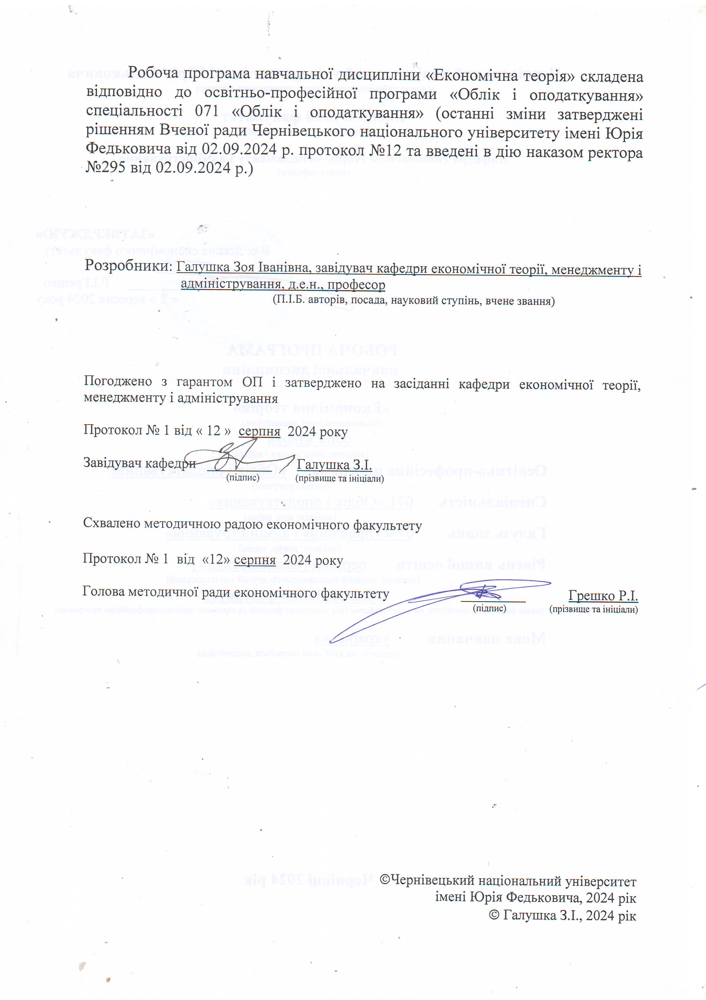 Робоча програма навчальної дисципліни «Економічна теорія» складена
відповідно до освітньо-професійної програми «Облік і оподаткування»
спеціальності 071 «Облік і оподаткування» (останні зміни затверджені
рішенням Вченої ради Чернівецького національного університету імені Юрія
Федьковича від 02.09.2024 р. протокол №12 та введені в дію наказом ректора
№295 від 02.09.2024 р.)
Розробники: Галушка Зоя Іванівна, завідувач кафедри економічної теорії, менеджменту і
адміністрування, д.е.н., професор
(П.І.Б. авторів, посада, науковий ступінь, вчене звання)
Погоджено з гарантом ОП і затверджено на засіданні кафедри економічної теорії,
менеджменту і адміністрування
Протокол № 1 від « 12 » серпня 2024 року
Завідувач кафедри Галушка З.І.
(підпис) (прізвище та ініціали)
Схвалено методичною радою економічного факультету
Протокол № 1 від «12» серпня 2024 року
Голова методичної ради економічного факультету Грешко Р.І.
(підпис) (прізвище та ініціали)
©Чернівецький національний університет
імені Юрія Федьковича, 2024 рік
© Галушка З.І., 2024 рік